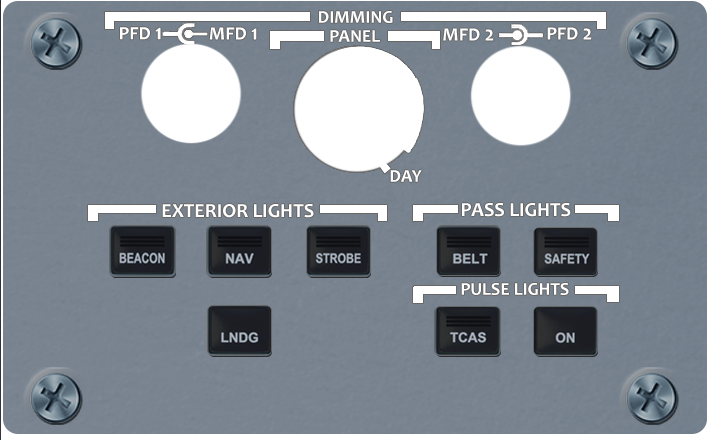 DIMMING
PFD 1 MFD 1
PANEL
MFD 2 PFD 2
DAY
EXTERIOR LIGHTS
PASS LIGHTS
BEACON
NAV
STROBE
BELT
SAFETY
PULSE LIGHTS
LNDG
TCAS
ON